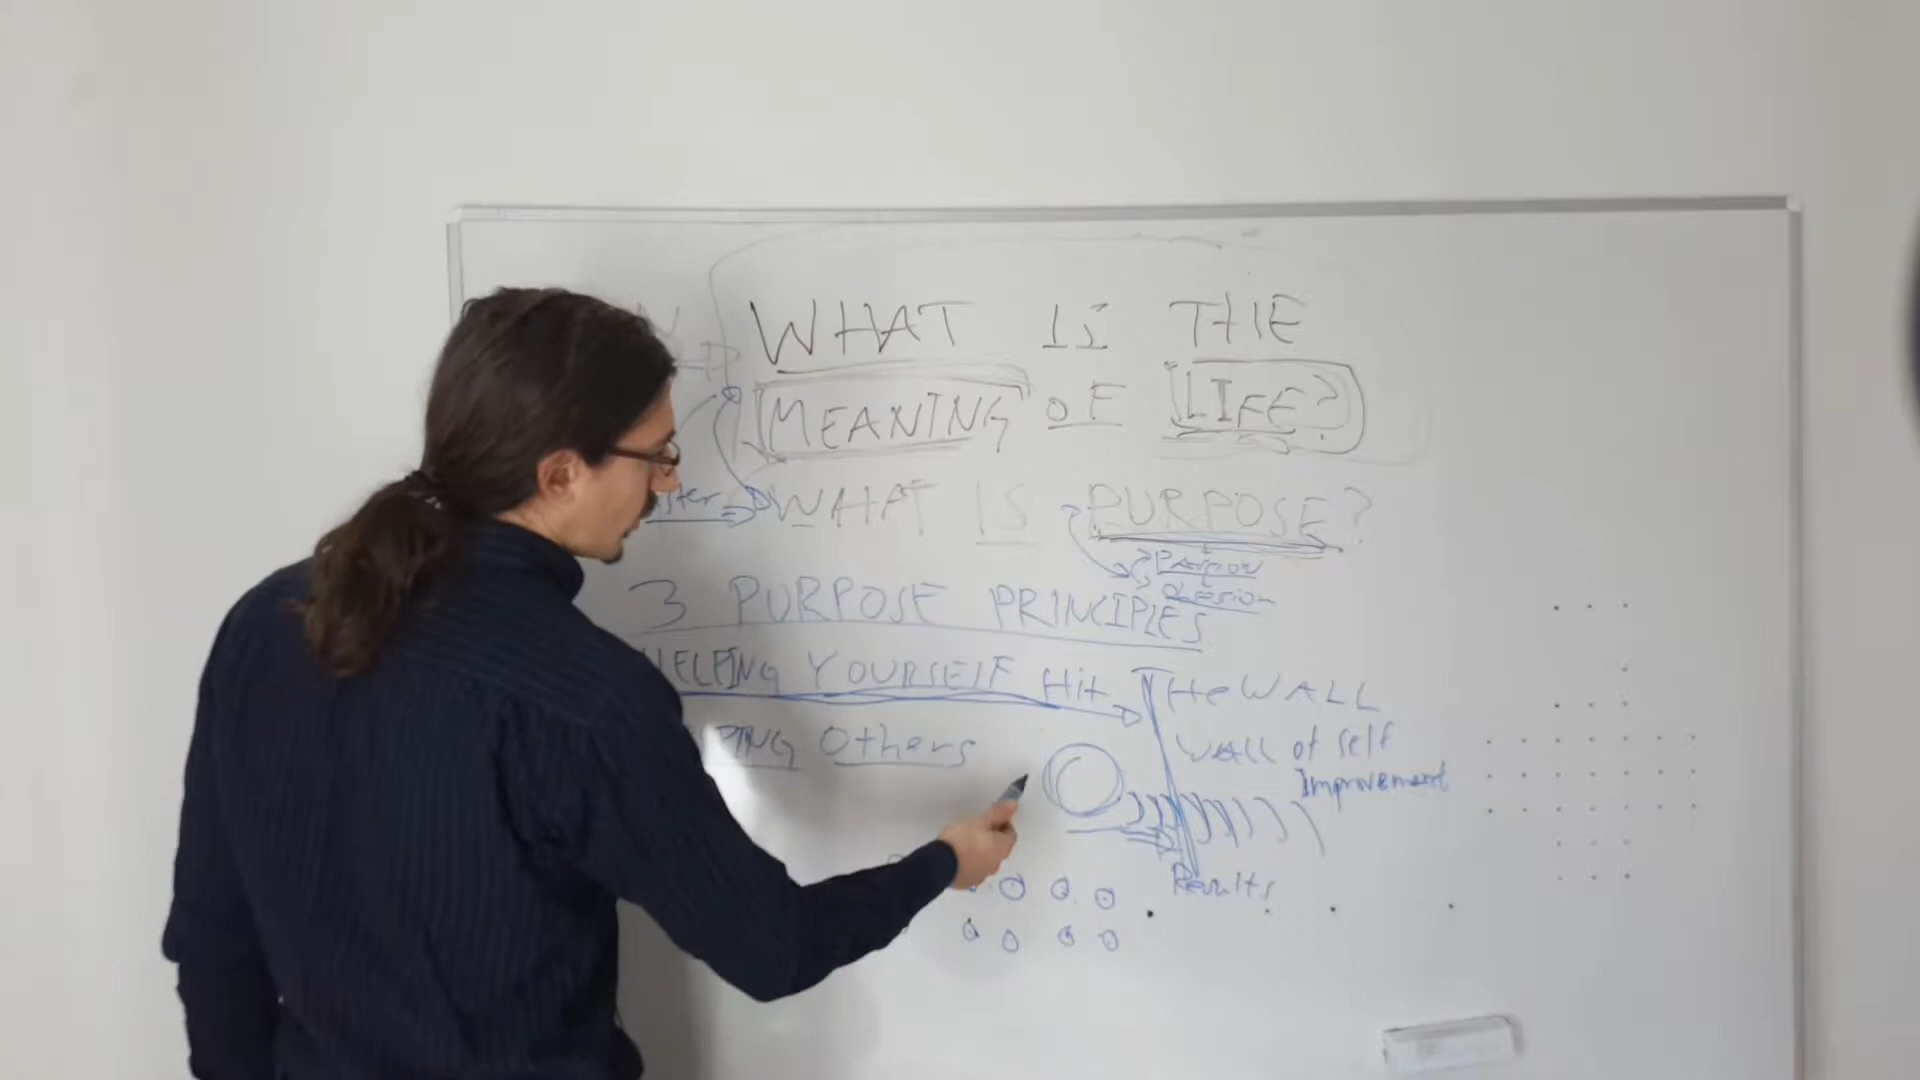 WHAT IS THE
MEANING OF LIFE?
WHAT IS PURPOSE?
Passion
Obsession
3 PURPOSE PRINCIPLES
HELPING YOURSELF Hit THe WALL
WALL of self
Improvement
Others
Results